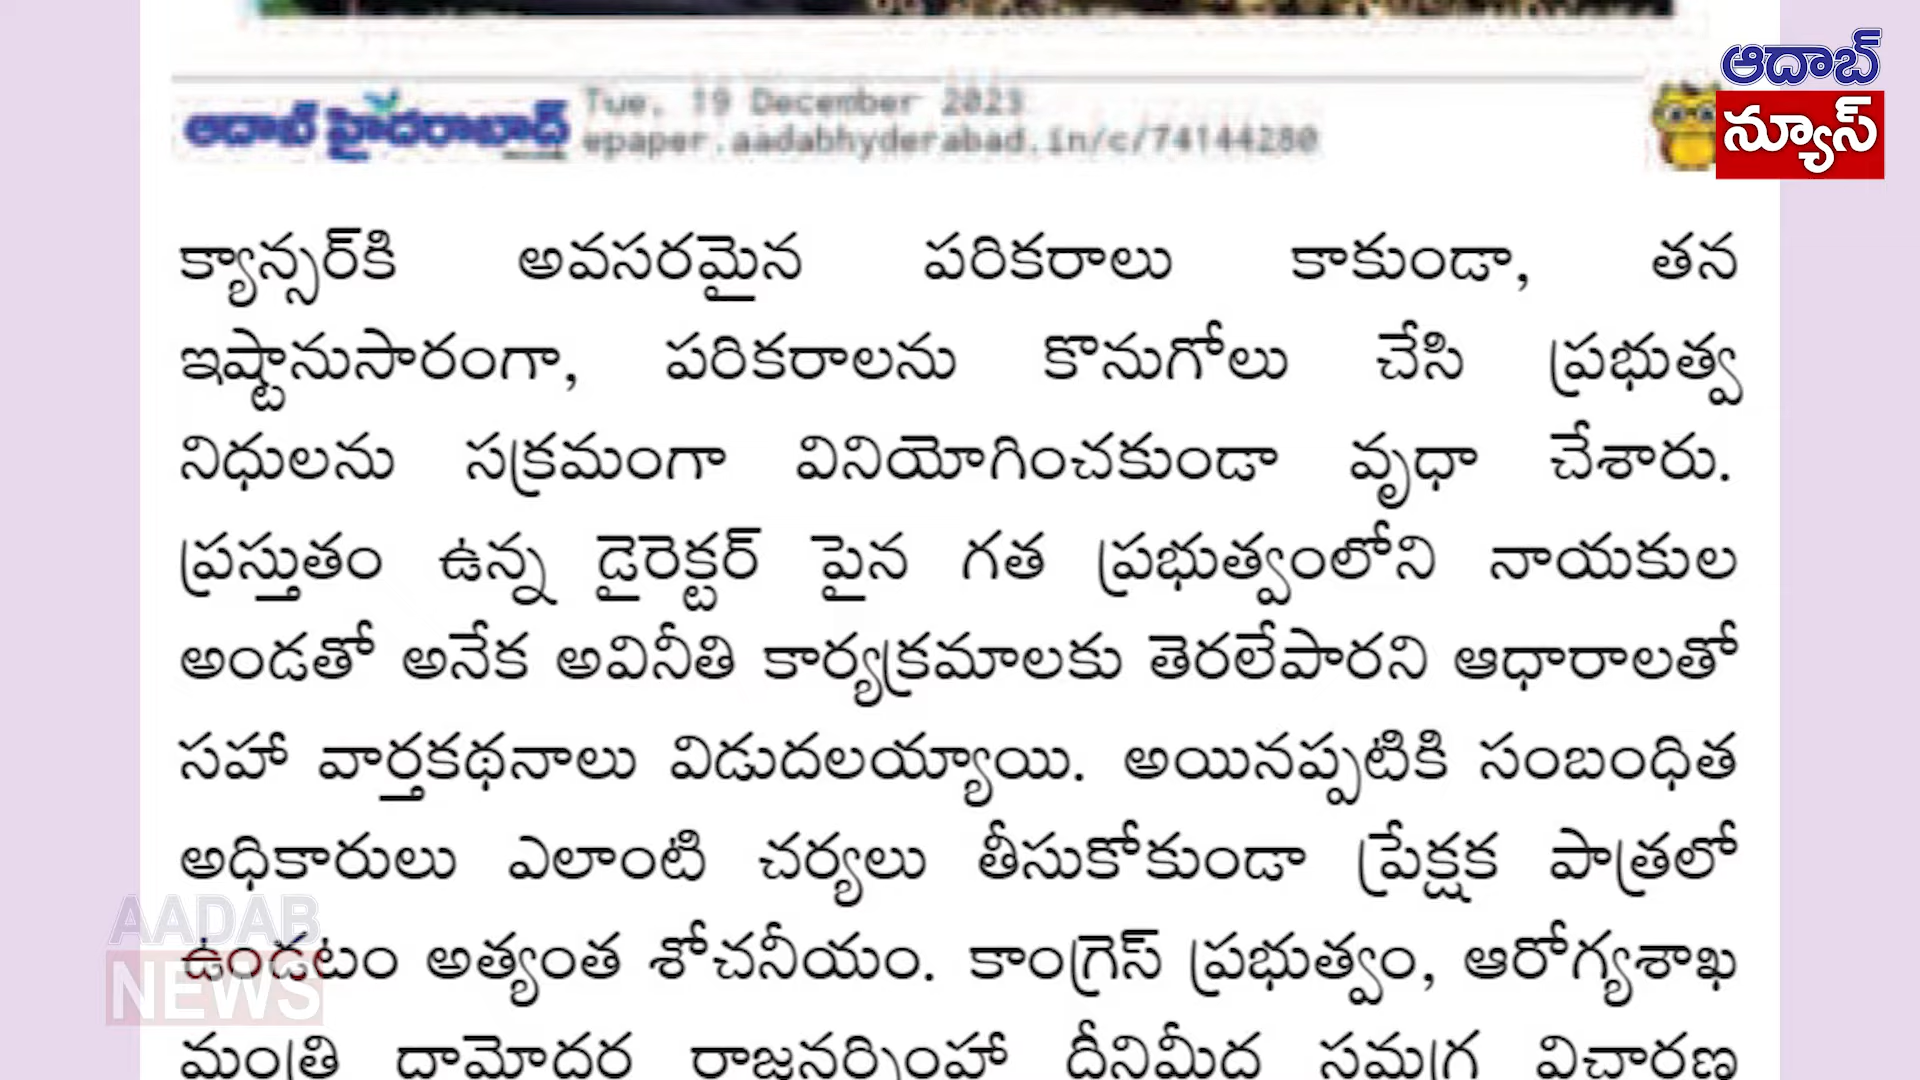 ఆదాబ్
న్యూస్
ఆదాబ్ హైదరాబాద్
Tue, 19 December 2023
epaper.aadabhyderabad.in/c/74144280
క్యాన్సర్‌కి అవసరమైన పరికరాలు కాకుండా, తన
ఇష్టానుసారంగా, పరికరాలను కొనుగోలు చేసి ప్రభుత్వ
నిధులను సక్రమంగా వినియోగించకుండా వృధా చేశారు.
ప్రస్తుతం ఉన్న డైరెక్టర్ పైన గత ప్రభుత్వంలోని నాయకుల
అండతో అనేక అవినీతి కార్యక్రమాలకు తెరలేపారని ఆధారాలతో
సహా వార్తకథనాలు విడుదలయ్యాయి. అయినప్పటికి సంబంధిత
అధికారులు ఎలాంటి చర్యలు తీసుకోకుండా ప్రేక్షక పాత్రలో
ఉండటం అత్యంత శోచనీయం. కాంగ్రెస్ ప్రభుత్వం, ఆరోగ్యశాఖ
మంత్రి దామోదర రాజనర్సింహా దీనిమీద సమగ్ర విచారణ
AADAB
NEWS